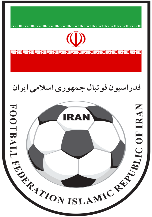 فدراسیون فوتبال جمهوری اسلامی ایران
IRAN
FOOTBALL FEDERATION ISLAMIC REPUBLIC OF IRAN